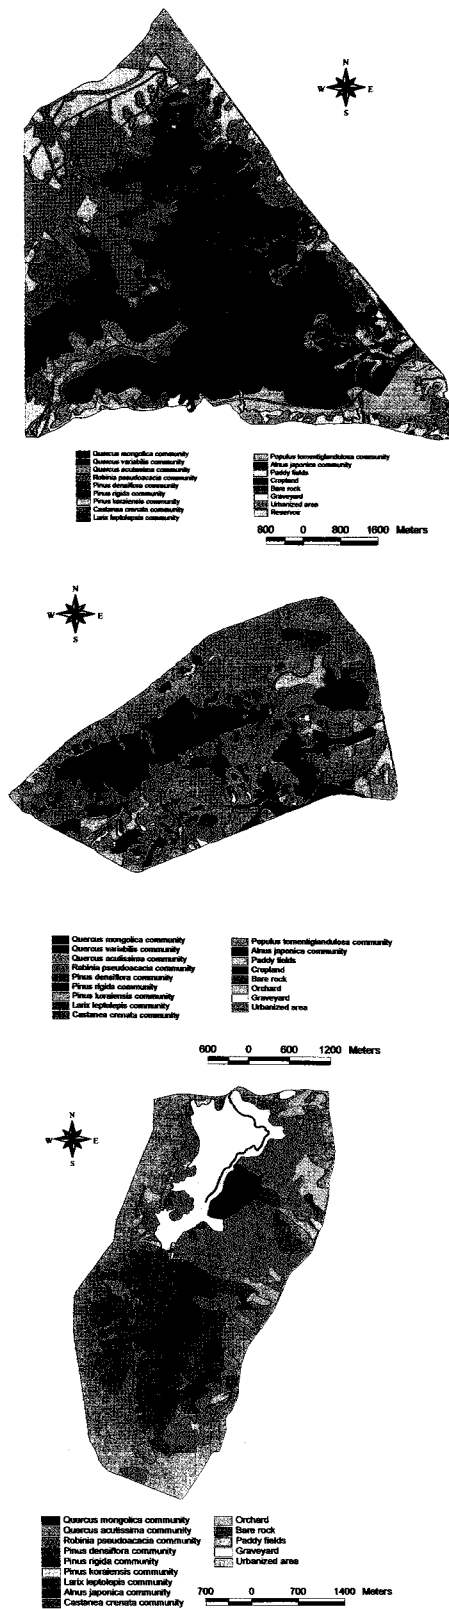 N
W E
S
Quercus mongolica community
Quercus variabilis community
Quercus acutissima community
Robinia pseudoacacia community
Pinus densiflora community
Pinus rigida community
Pinus koraiensis community
Castanea crenata community
Larix leptolepis community
Populus tomentiglandulosa community
Alnus japonica community
Paddy fields
Cropland
Bare rock
Graveyard
Urbanized area
Reservoir
800 0 800 1600 Meters
N
W E
S
Quercus mongolica community
Quercus variabilis community
Quercus acutissima community
Robinia pseudoacacia community
Pinus densiflora community
Pinus rigida community
Pinus koraiensis community
Larix leptolepis community
Castanea crenata community
Populus tomentiglandulosa community
Alnus japonica community
Paddy fields
Cropland
Bare rock
Orchard
Graveyard
Urbanized area
600 0 600 1200 Meters
N
W E
S
Quercus mongolica community
Quercus acutissima community
Robinia pseudoacacia community
Pinus densiflora community
Pinus rigida community
Pinus koraiensis community
Larix leptolepis community
Alnus japonica community
Castanea crenata community
Orchard
Bare rock
Paddy fields
Graveyard
Urbanized area
700 0 700 1400 Meters